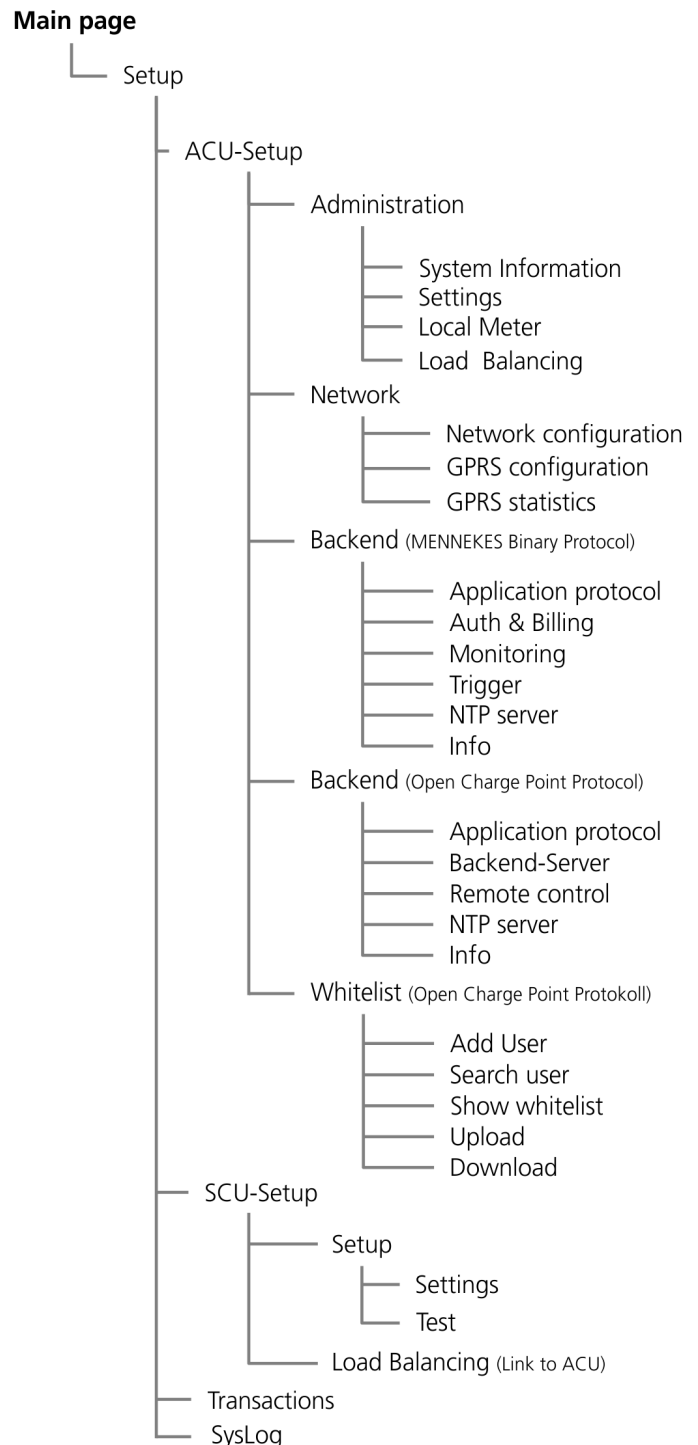 Main page
Setup
ACU-Setup
Administration
System Information
Settings
Local Meter
Load Balancing
Network
Network configuration
GPRS configuration
GPRS statistics
Backend (MENNEKES Binary Protocol)
Application protocol
Auth & Billing
Monitoring
Trigger
NTP server
Info
Backend (Open Charge Point Protocol)
Application protocol
Backend-Server
Remote control
NTP server
Info
Whitelist (Open Charge Point Protokoll)
Add User
Search user
Show whitelist
Upload
Download
SCU-Setup
Setup
Settings
Test
Load Balancing (Link to ACU)
Transactions
SysLog